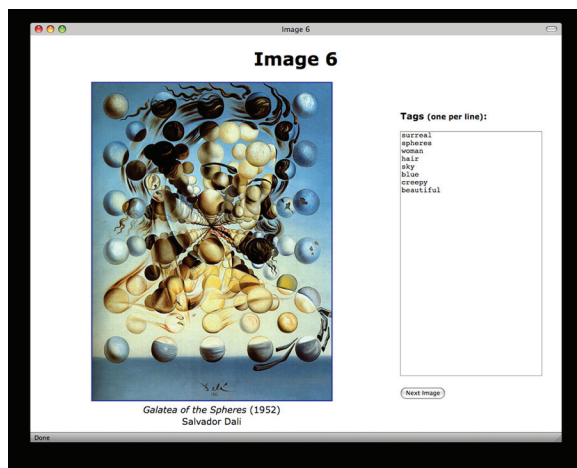 Image 6
Image 6
Tags (one per line):
surreal
spheres
woman
hair
sky
blue
creepy
beautiful
Next Image
Galatea of the Spheres (1952)
Salvador Dali
Done